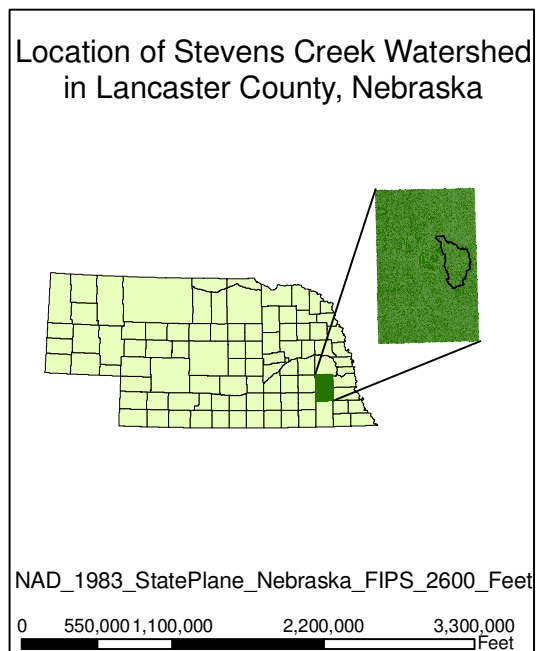 Location of Stevens Creek Watershed
in Lancaster County, Nebraska
NAD_1983_StatePlane_Nebraska_FIPS_2600_Feet
0 550,000 1,100,000 2,200,000 3,300,000
Feet